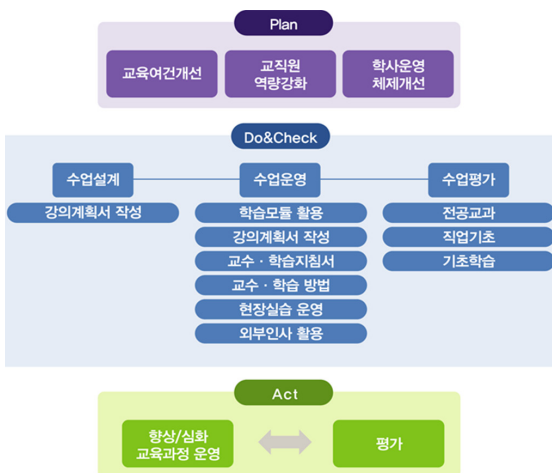 Plan
교육여건개선
교직원
역량강화
학사운영
체제개선
Do&Check
수업설계
수업운영
수업평가
강의계획서 작성
학습모듈 활용
전공교과
강의계획서 작성
직업기초
교수 · 학습지침서
기초학습
교수 · 학습 방법
현장실습 운영
외부인사 활용
Act
향상/심화
교육과정 운영
평가